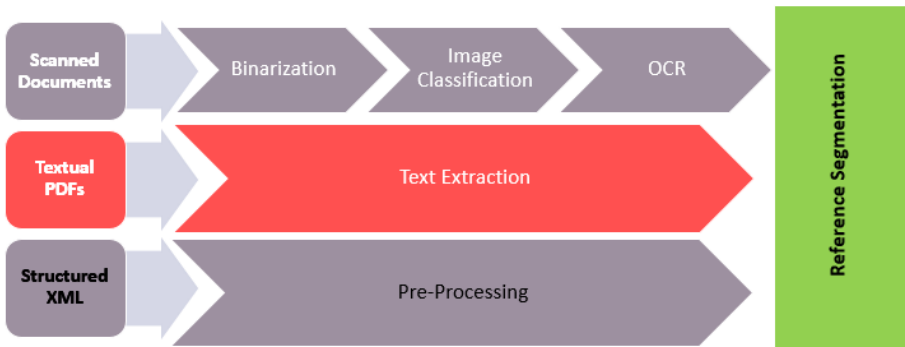 Scanned
Documents
Binarization
Image
Classification
OCR
Textual
PDFs
Text Extraction
Structured
XML
Pre-Processing
Reference Segmentation